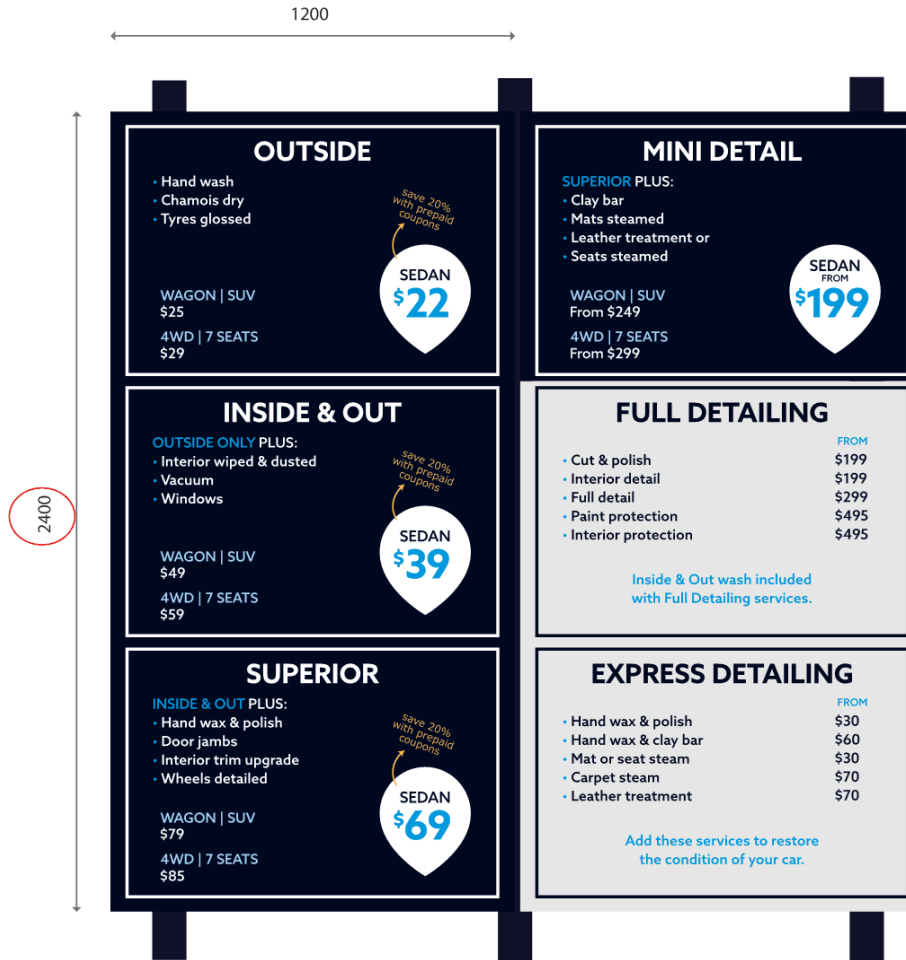 1200
2400
OUTSIDE
• Hand wash
• Chamois dry
• Tyres glossed
save 20%
with prepaid
coupons
WAGON | SUV
$25
4WD | 7 SEATS
$29
SEDAN
$22
INSIDE & OUT
OUTSIDE ONLY PLUS:
• Interior wiped & dusted
• Vacuum
• Windows
save 20%
with prepaid
coupons
WAGON | SUV
$49
4WD | 7 SEATS
$59
SEDAN
$39
SUPERIOR
INSIDE & OUT PLUS:
• Hand wax & polish
• Door jambs
• Interior trim upgrade
• Wheels detailed
save 20%
with prepaid
coupons
WAGON | SUV
$79
4WD | 7 SEATS
$85
SEDAN
$69
MINI DETAIL
SUPERIOR PLUS:
• Clay bar
• Mats steamed
• Leather treatment or
• Seats steamed
WAGON | SUV
From $249
4WD | 7 SEATS
From $299
SEDAN
FROM
$199
FULL DETAILING
FROM
• Cut & polish $199
• Interior detail $199
• Full detail $299
• Paint protection $495
• Interior protection $495
Inside & Out wash included
with Full Detailing services.
EXPRESS DETAILING
FROM
• Hand wax & polish $30
• Hand wax & clay bar $60
• Mat or seat steam $30
• Carpet steam $70
• Leather treatment $70
Add these services to restore
the condition of your car.